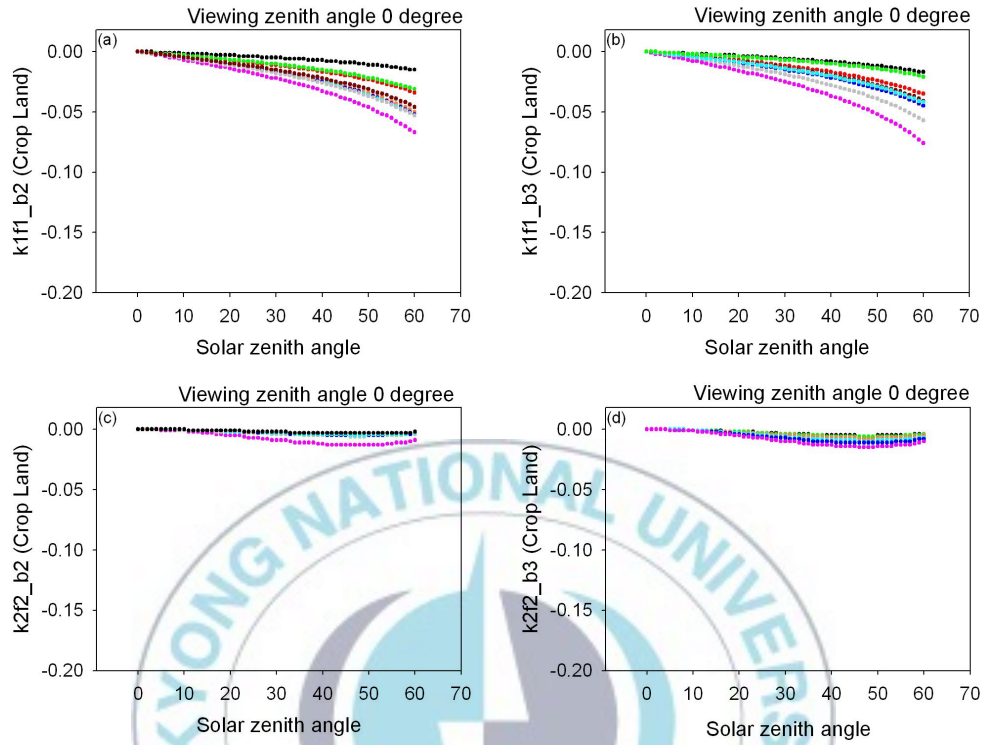 Viewing zenith angle 0 degree
(a)
k1f1_b2 (Crop Land)
0.00
-0.05
-0.10
-0.15
-0.20
0 10 20 30 40 50 60 70
Solar zenith angle
Viewing zenith angle 0 degree
(b)
k1f1_b3 (Crop Land)
0.00
-0.05
-0.10
-0.15
-0.20
0 10 20 30 40 50 60 70
Solar zenith angle
Viewing zenith angle 0 degree
(c)
k2f2_b2 (Crop Land)
0.00
-0.05
-0.10
-0.15
-0.20
0 10 20 30 40 50 60 70
Solar zenith angle
Viewing zenith angle 0 degree
(d)
k2f2_b3 (Crop Land)
0.00
-0.05
-0.10
-0.15
-0.20
0 10 20 30 40 50 60 70
Solar zenith angle
KYONG NATIONAL UNIVERS